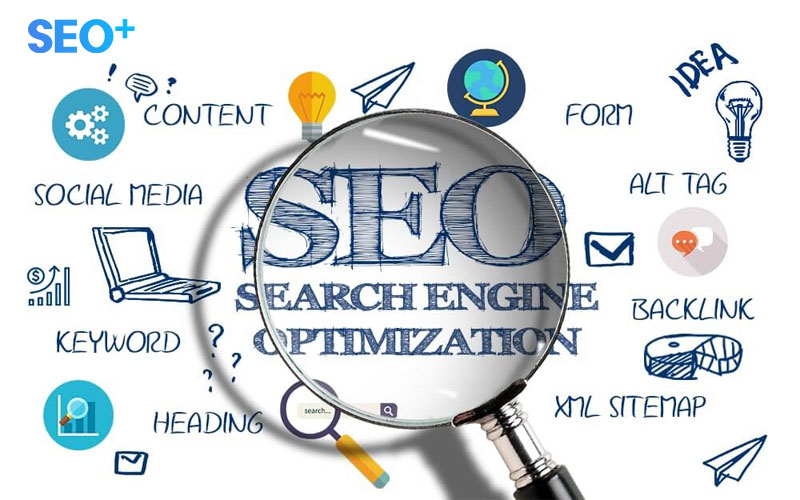 SEO+
IDEA
CONTENT
FORM
SOCIAL MEDIA
ALT TAG
SEO
SEARCH ENGINE
OPTIMIZATION
BACKLINK
KEYWORD
HEADING
search...
XML SITEMAP